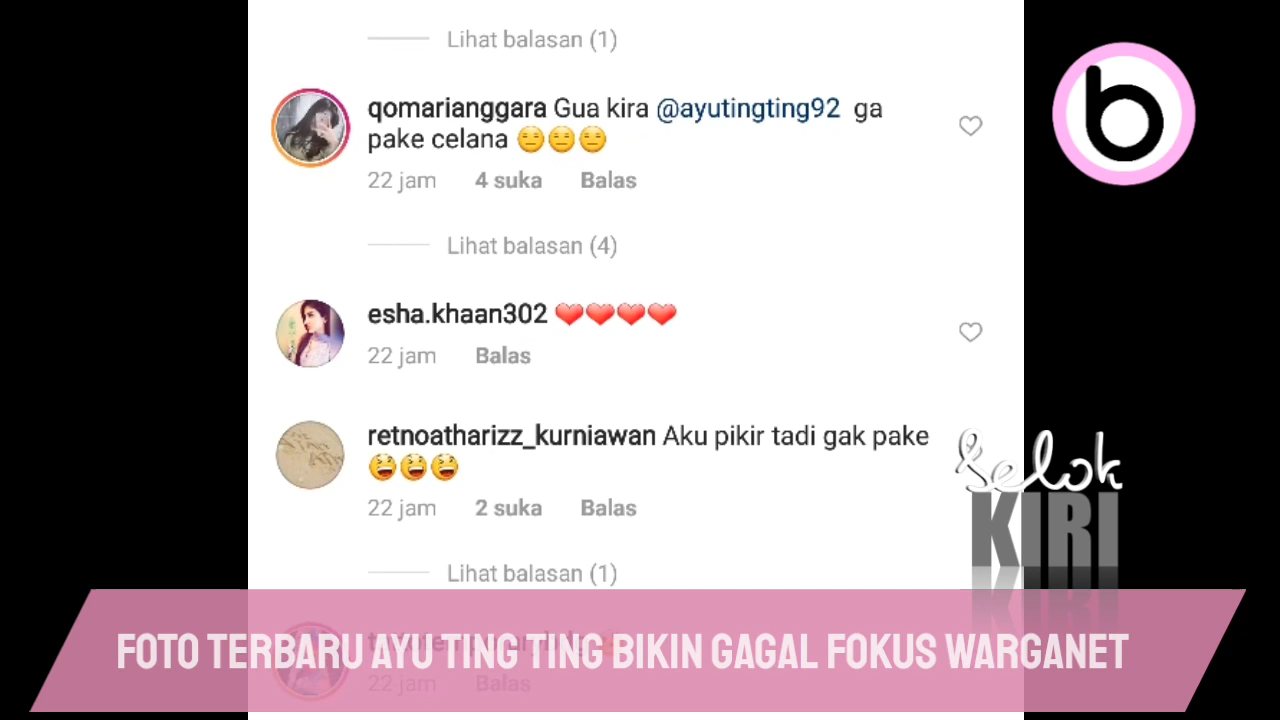 Lihat balasan (1)
qomarianggara Gua kira @ayutingting92 ga
pake celana 😑😑😑
22 jam 4 suka Balas
Lihat balasan (4)
esha.khaan302 ❤❤❤❤
22 jam Balas
retnoatharizz_kurniawan Aku pikir tadi gak pake
😆😆😆
22 jam 2 suka Balas
Lihat balasan (1)
22 jam Balas
b
Belok
KIRI
FOTO TERBARU AYU TING TING BIKIN GAGAL FOKUS WARGANET